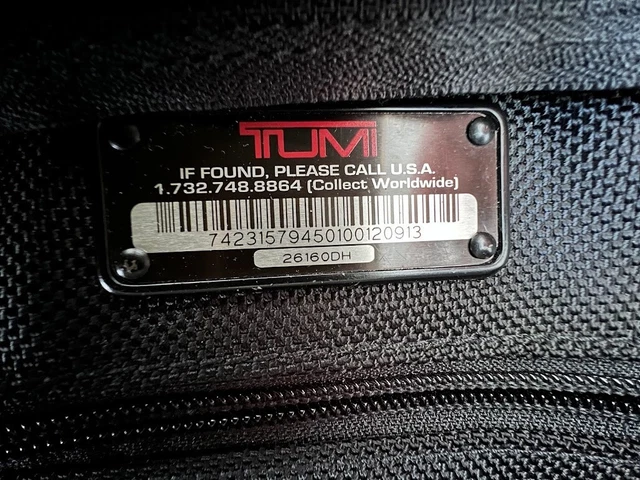 TUMI
IF FOUND, PLEASE CALL U.S.A.
1.732.748.8864 (Collect Worldwide)
74231579450100120913
26160DH